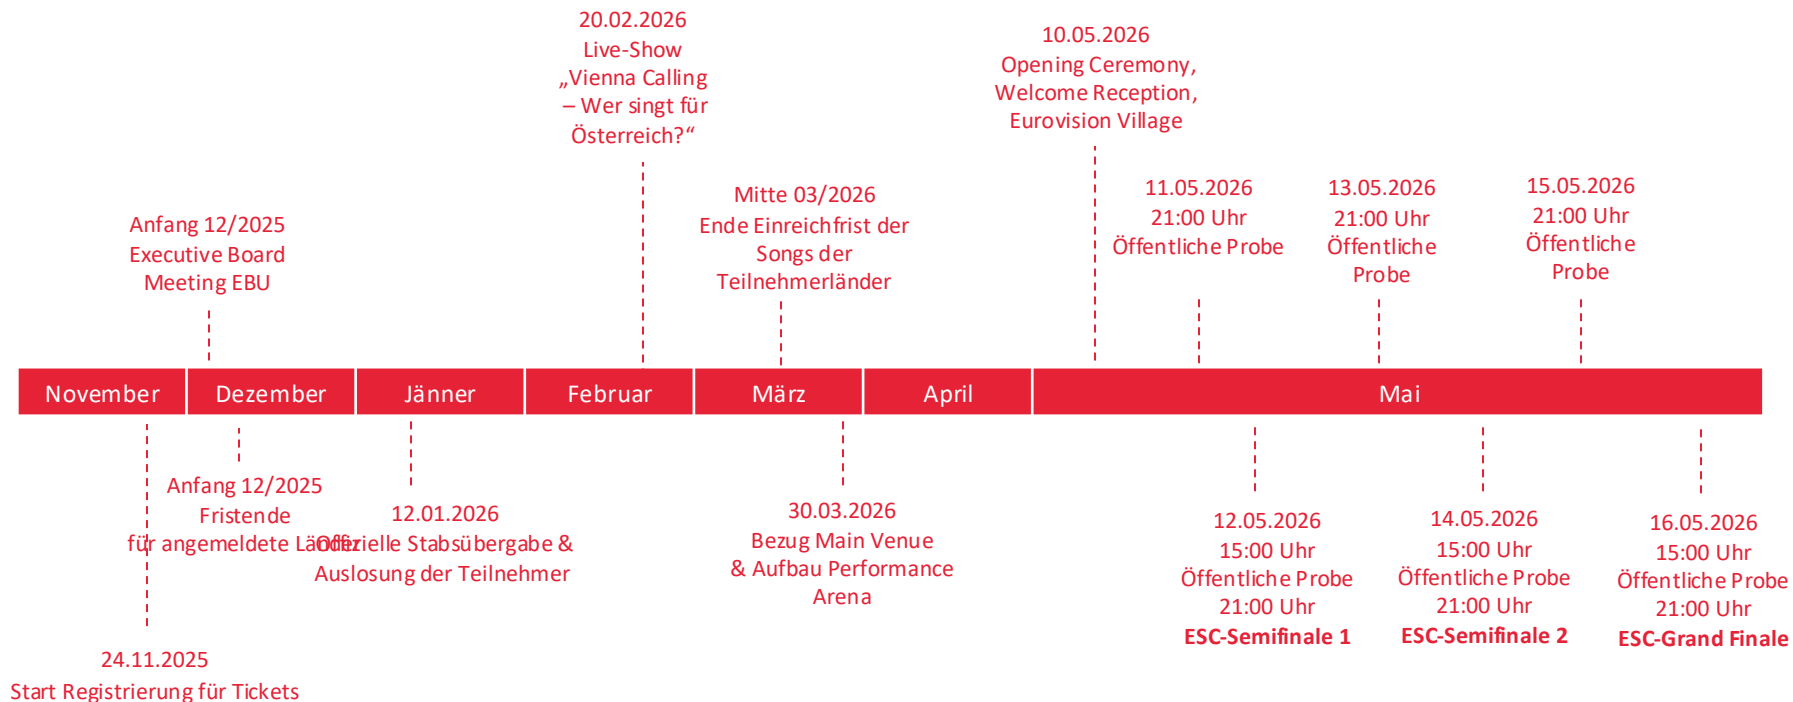 20.02.2026
Live-Show
„Vienna Calling
– Wer singt für
Österreich?“
10.05.2026
Opening Ceremony,
Welcome Reception,
Eurovision Village
Anfang 12/2025
Executive Board
Meeting EBU
Mitte 03/2026
Ende Einreichfrist der
Songs der
Teilnehmerländer
11.05.2026
21:00 Uhr
Öffentliche Probe
13.05.2026
21:00 Uhr
Öffentliche
Probe
15.05.2026
21:00 Uhr
Öffentliche
Probe
November
Dezember
Jänner
Februar
März
April
Mai
24.11.2025
Start Registrierung für Tickets
Anfang 12/2025
Fristende
für angemeldete Länder
12.01.2026
Offizielle Stabsübergabe &
Auslosung der Teilnehmer
30.03.2026
Bezug Main Venue
& Aufbau Performance
Arena
12.05.2026
15:00 Uhr
Öffentliche Probe
21:00 Uhr
ESC-Semifinale 1
14.05.2026
15:00 Uhr
Öffentliche Probe
21:00 Uhr
ESC-Semifinale 2
16.05.2026
15:00 Uhr
Öffentliche Probe
21:00 Uhr
ESC-Grand Finale